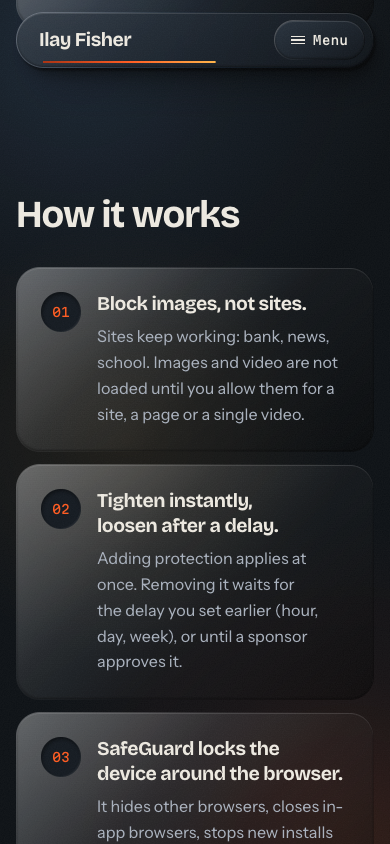 Ilay Fisher
Menu
How it works
01
Block images, not sites.
Sites keep working: bank, news,
school. Images and video are not
loaded until you allow them for a
site, a page or a single video.
02
Tighten instantly,
loosen after a delay.
Adding protection applies at
once. Removing it waits for
the delay you set earlier (hour,
day, week), or until a sponsor
approves it.
03
SafeGuard locks the
device around the browser.
It hides other browsers, closes in-
app browsers, stops new installs